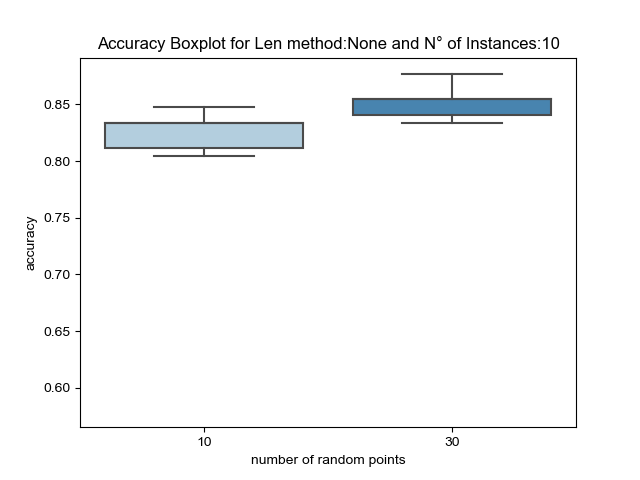 Accuracy Boxplot for Len method:None and N° of Instances:10
0.85
0.80
0.75
0.70
0.65
0.60
accuracy
10 30
number of random points